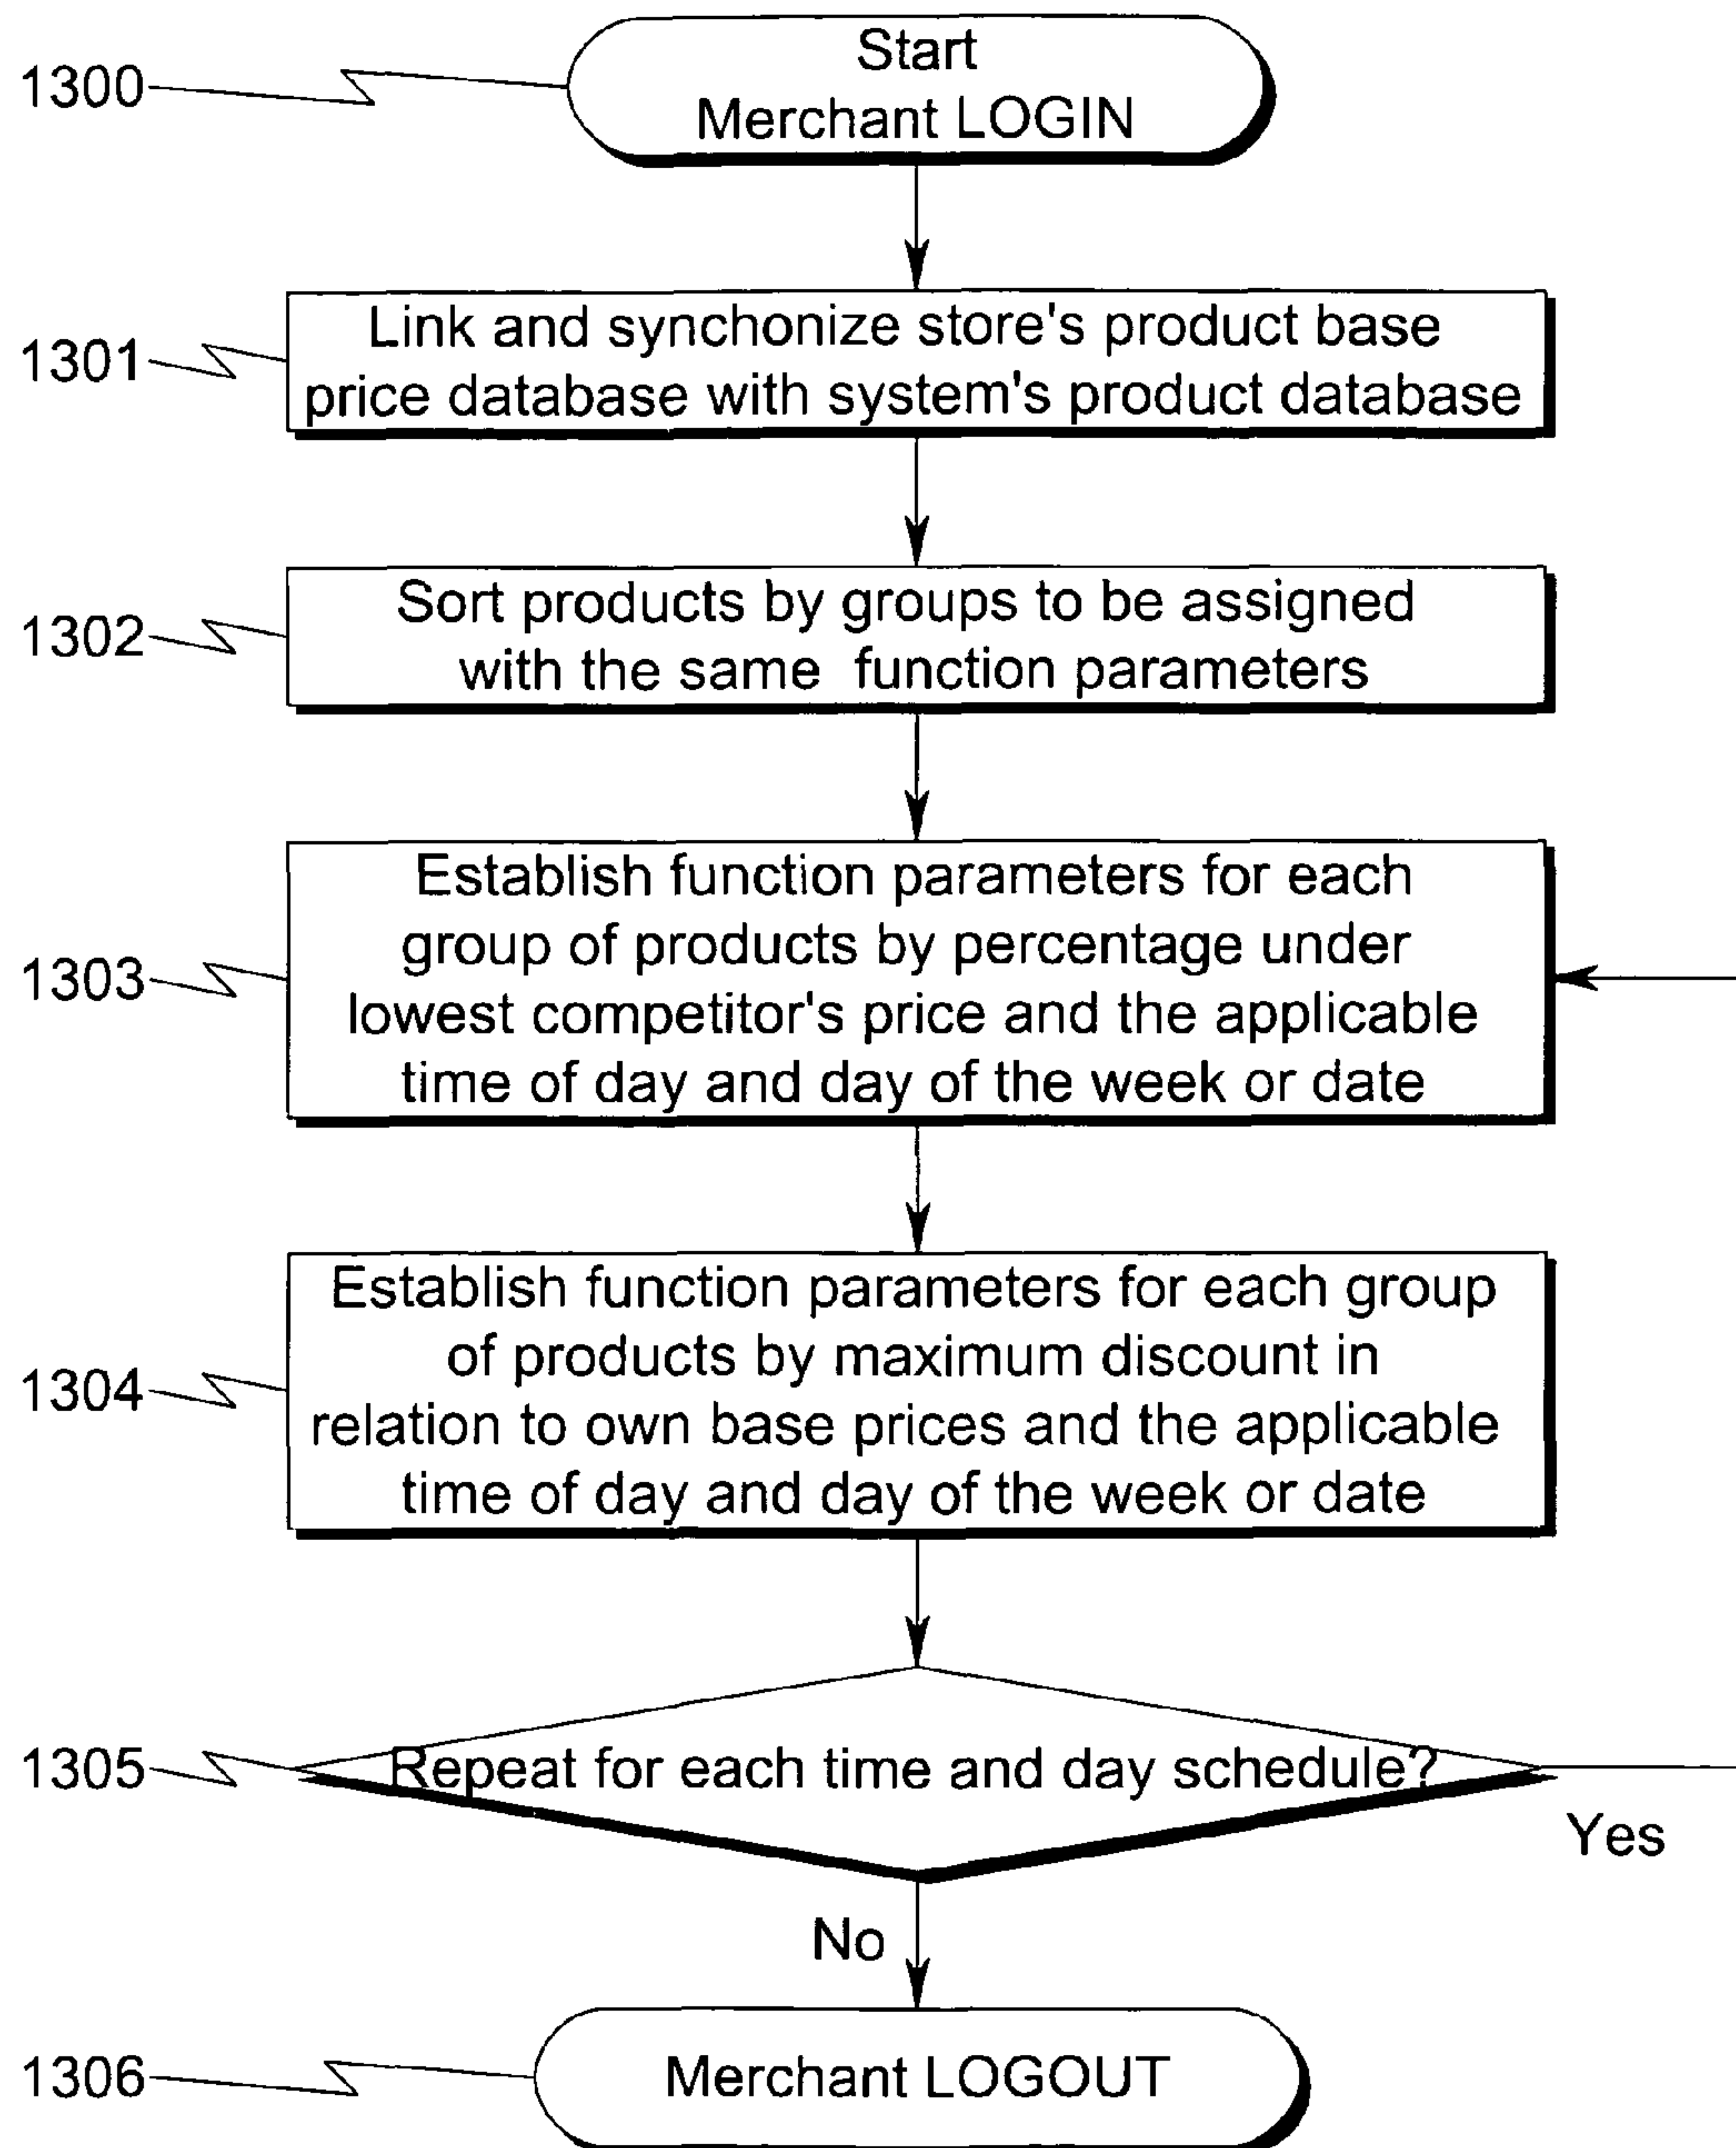 1300
Start
Merchant LOGIN
1301
Link and synchonize store's product base
price database with system's product database
1302
Sort products by groups to be assigned
with the same function parameters
1303
Establish function parameters for each
group of products by percentage under
lowest competitor's price and the applicable
time of day and day of the week or date
1304
Establish function parameters for each group
of products by maximum discount in
relation to own base prices and the applicable
time of day and day of the week or date
1305
Repeat for each time and day schedule?
Yes
No
1306
Merchant LOGOUT